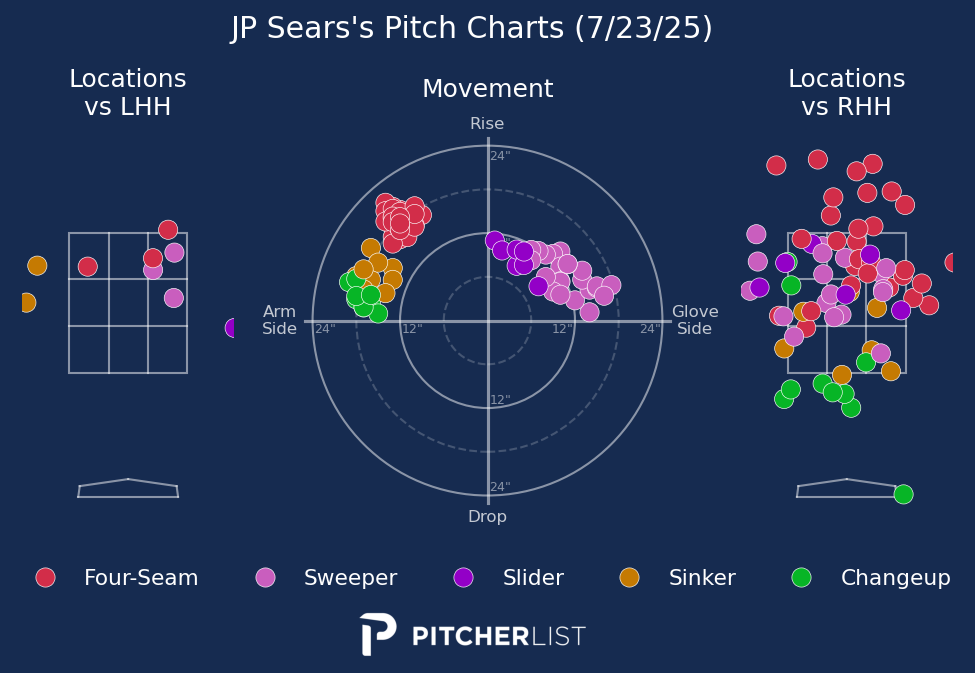 JP Sears's Pitch Charts (7/23/25)
Locations
vs LHH
Movement
Locations
vs RHH
Rise
24"
Arm
Side
24"
12"
12"
24"
Glove
Side
12"
24"
Drop
Four-Seam
Sweeper
Slider
Sinker
Changeup
PITCHERLIST